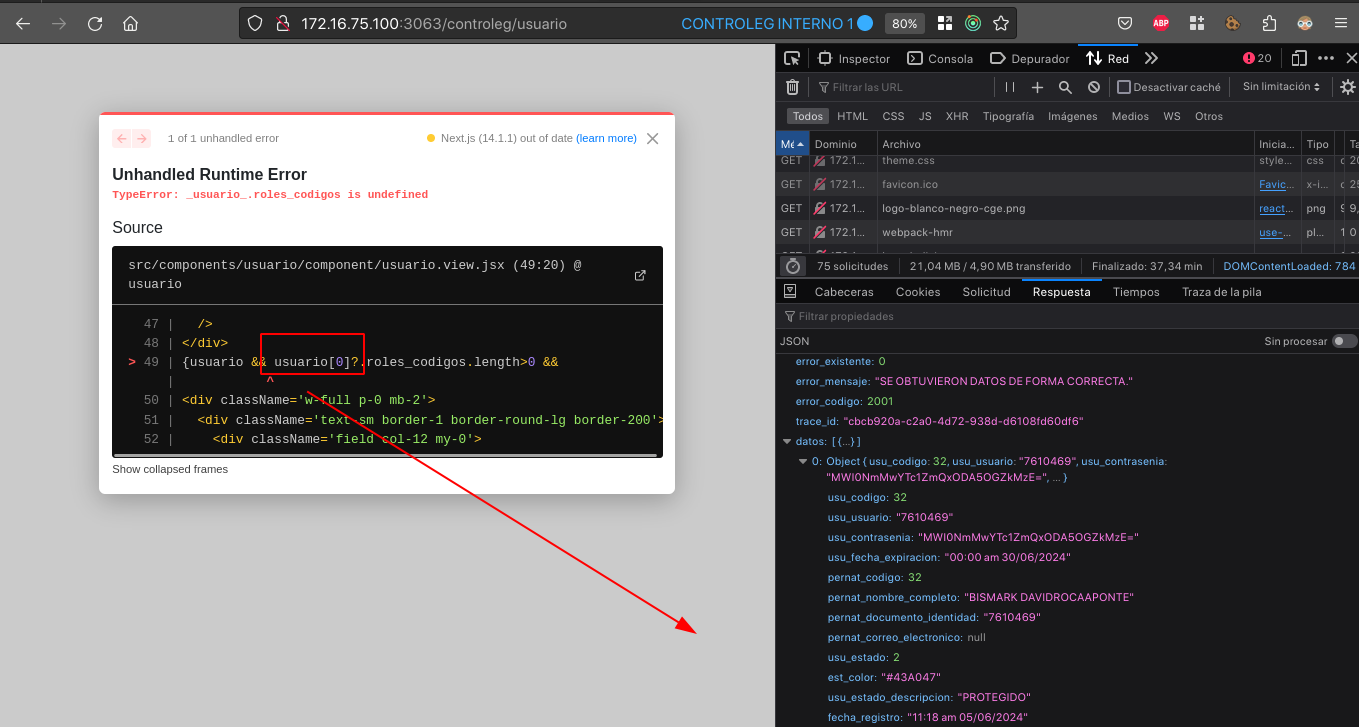 172.16.75.100:3063/controleg/usuario
CONTROLEG INTERNO 1
80%
ABP
1 of 1 unhandled error
Next.js (14.1.1) out of date (learn more)
Unhandled Runtime Error
TypeError: _usuario_.roles_codigos is undefined
Source
src/components/usuario/component/usuario.view.jsx (49:20) @
usuario
47 | />
48 | </div>
> 49 | {usuario && usuario[0]?.roles_codigos.length>0 &&
| ^
50 | <div className='w-full p-0 mb-2'>
51 | <div className='text-sm border-1 border-round-lg border-200'>
52 | <div className='field col-12 my-0'>
Show collapsed frames
Inspector
Consola
Depurador
Red
20
Filtrar las URL
Desactivar caché
Sin limitación
Todos HTML CSS JS XHR Tipografía Imágenes Medios WS Otros
Mé Dominio Archivo Inicia... Tipo
GET 172.1... theme.css style... css 20
GET 172.1... favicon.ico Favic... x-i... 25
GET 172.1... logo-blanco-negro-cge.png react... png 9,
GET 172.1... webpack-hmr use-... pl... 0
75 solicitudes
21,04 MB / 4,90 MB transferido
Finalizado: 37,34 min
DOMContentLoaded: 784
Cabeceras Cookies Solicitud Respuesta Tiempos Traza de la pila
Filtrar propiedades
JSON
Sin procesar
error_existente: 0
error_mensaje: "SE OBTUVIERON DATOS DE FORMA CORRECTA."
error_codigo: 2001
trace_id: "cbcb920a-c2a0-4d72-938d-d6108fd60df6"
datos: [{…}]
0: Object { usu_codigo: 32, usu_usuario: "7610469", usu_contrasenia:
"MWI0NmMwYTc1ZmQxODA5OGZkMzE=", … }
usu_codigo: 32
usu_usuario: "7610469"
usu_contrasenia: "MWI0NmMwYTc1ZmQxODA5OGZkMzE="
usu_fecha_expiracion: "00:00 am 30/06/2024"
pernat_codigo: 32
pernat_nombre_completo: "BISMARK DAVIDROCAAPONTE"
pernat_documento_identidad: "7610469"
pernat_correo_electronico: null
usu_estado: 2
est_color: "#43A047"
usu_estado_descripcion: "PROTEGIDO"
fecha_registro: "11:18 am 05/06/2024"